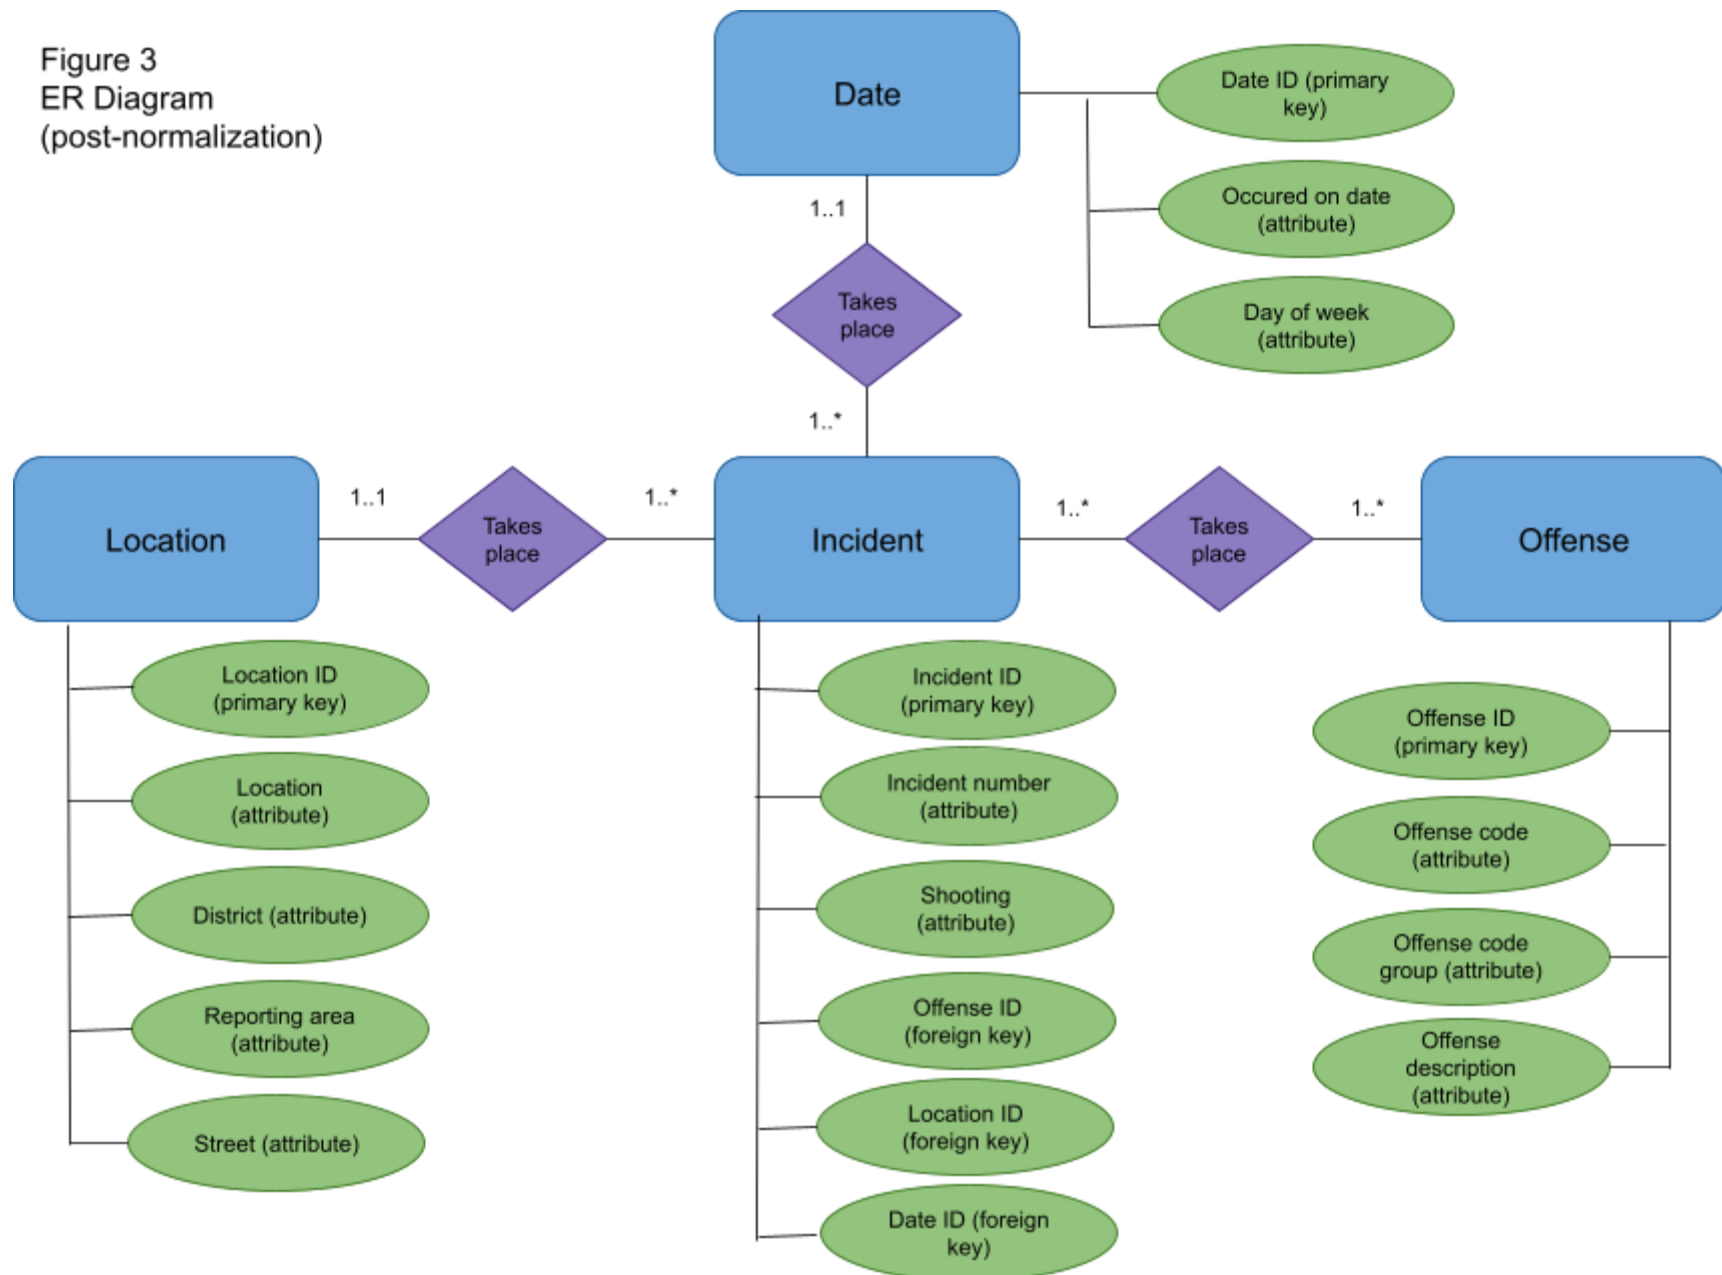 Figure 3
ER Diagram
(post-normalization)
Date
Date ID (primary
key)
Occured on date
(attribute)
Day of week
(attribute)
1..1
Takes
place
1..*
Location
1..1
Takes
place
1..*
Incident
1..*
Takes
place
1..*
Offense
Location ID
(primary key)
Location
(attribute)
District (attribute)
Reporting area
(attribute)
Street (attribute)
Incident ID
(primary key)
Incident number
(attribute)
Shooting
(attribute)
Offense ID
(foreign key)
Location ID
(foreign key)
Date ID (foreign
key)
Offense ID
(primary key)
Offense code
(attribute)
Offense code
group (attribute)
Offense
description
(attribute)